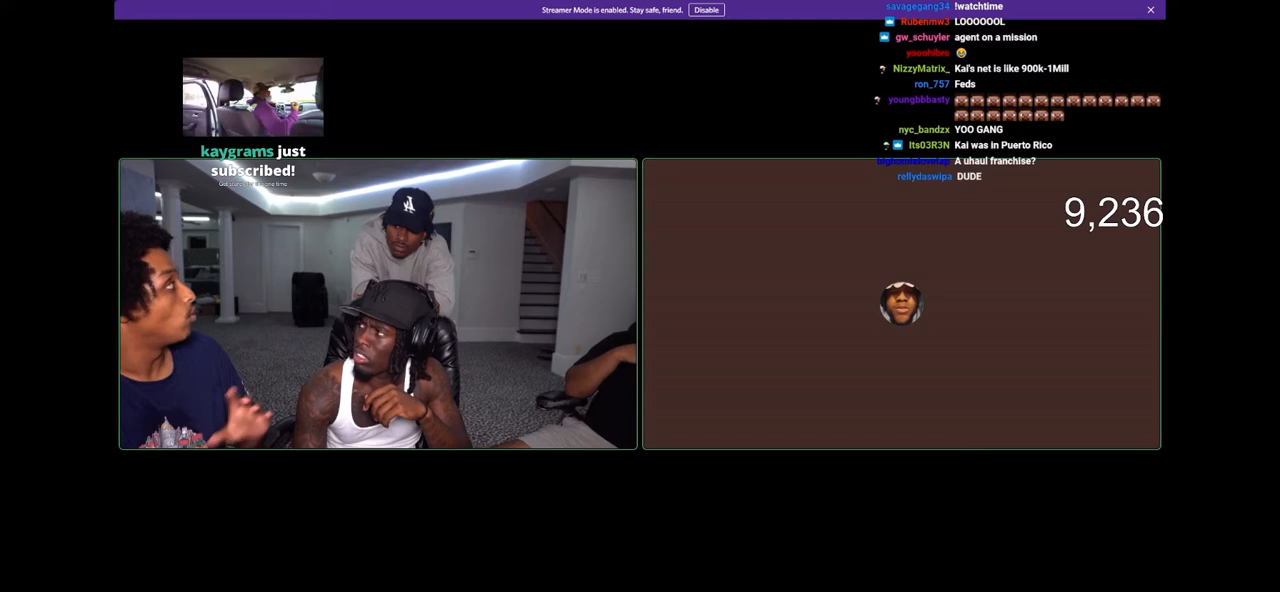 Streamer Mode is enabled. Stay safe, friend. Disable
savagegang34 !watchtime
Rubenmw3 LOOOOOOL
gw_schuyler agent on a mission
yooohibro
NizzyMatrix_ Kai's net is like 900k-1Mill
ron_757 Feds
youngbbbasty
nyc_bandzx YOO GANG
Its03R3N Kai was in Puerto Rico
A uhaul franchise?
rellydaswipa DUDE
kaygrams just
subscribed!
9,236
A